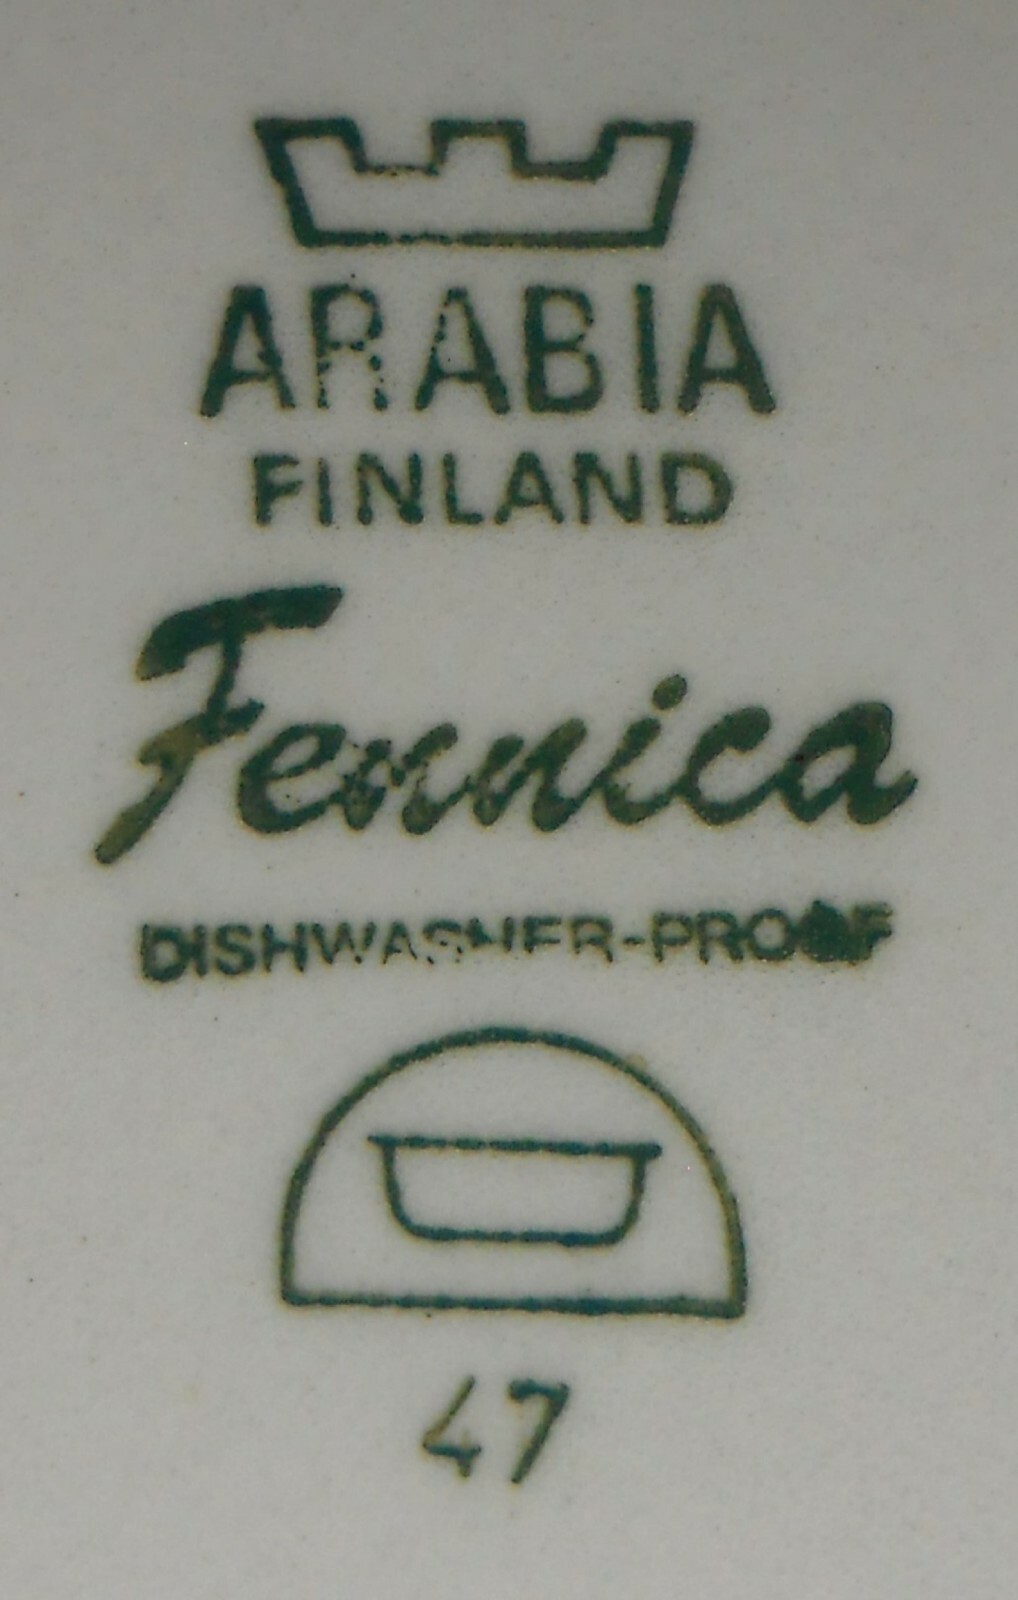 ARABIA
FINLAND
Fennica
DISHWASHER-PROOF
47